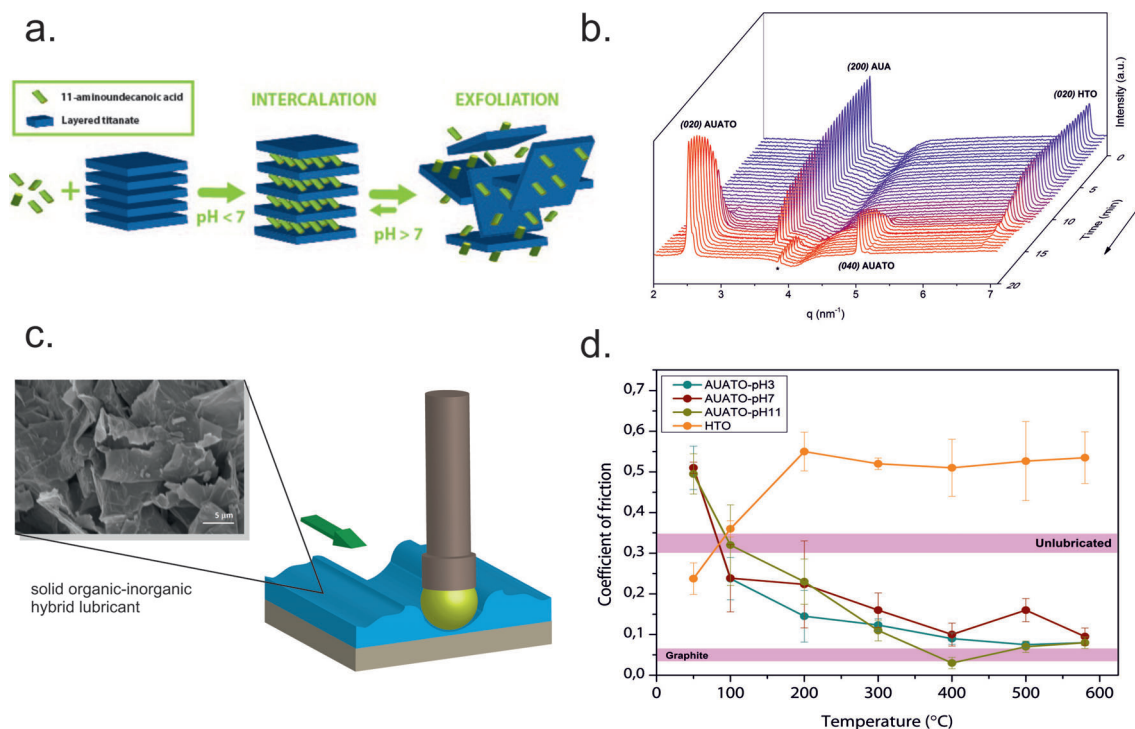 a.
11-aminoundecanoic acid
Layered titanate
INTERCALATION
EXFOLIATION
+
pH < 7
pH > 7
b.
(020) AUATO
(200) AUA
(020) HTO
(040) AUATO
*
Intensity (a.u.)
0
5
10
15
20
Time (min)
2 3 4 5 6 7
q (nm⁻¹)
c.
5 µm
solid organic-inorganic
hybrid lubricant
d.
AUATO-pH3
AUATO-pH7
AUATO-pH11
HTO
Unlubricated
Graphite
0,7
0,6
0,5
0,4
0,3
0,2
0,1
0,0
Coefficient of friction
0 100 200 300 400 500 600
Temperature (°C)